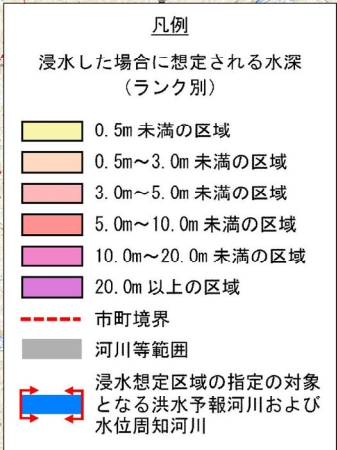 凡例
浸水した場合に想定される水深
（ランク別）
0.5m 未満の区域
0.5m～3.0m 未満の区域
3.0m～5.0m 未満の区域
5.0m～10.0m 未満の区域
10.0m～20.0m 未満の区域
20.0m 以上の区域
市町境界
河川等範囲
浸水想定区域の指定の対象
となる洪水予報河川および
水位周知河川